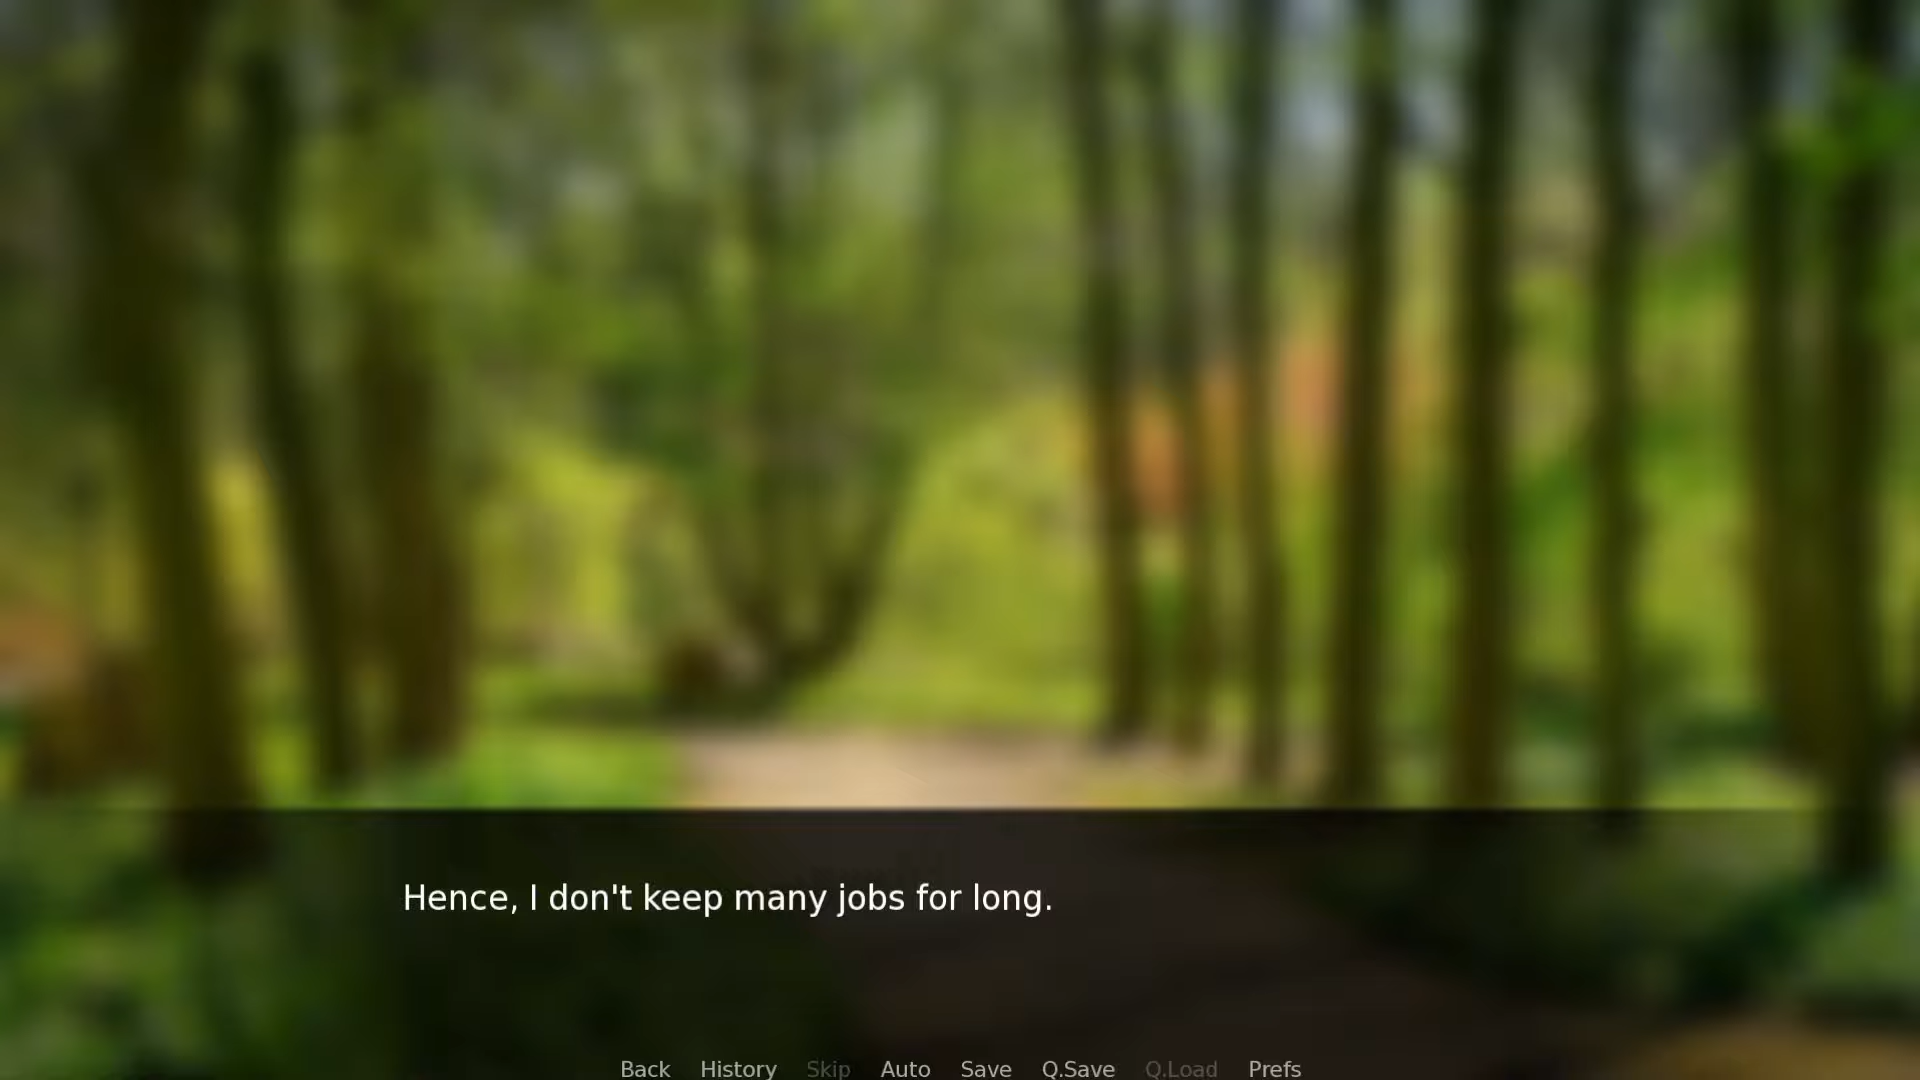 Hence, I don't keep many jobs for long.
Back History Skip Auto Save Q.Save Q.Load Prefs